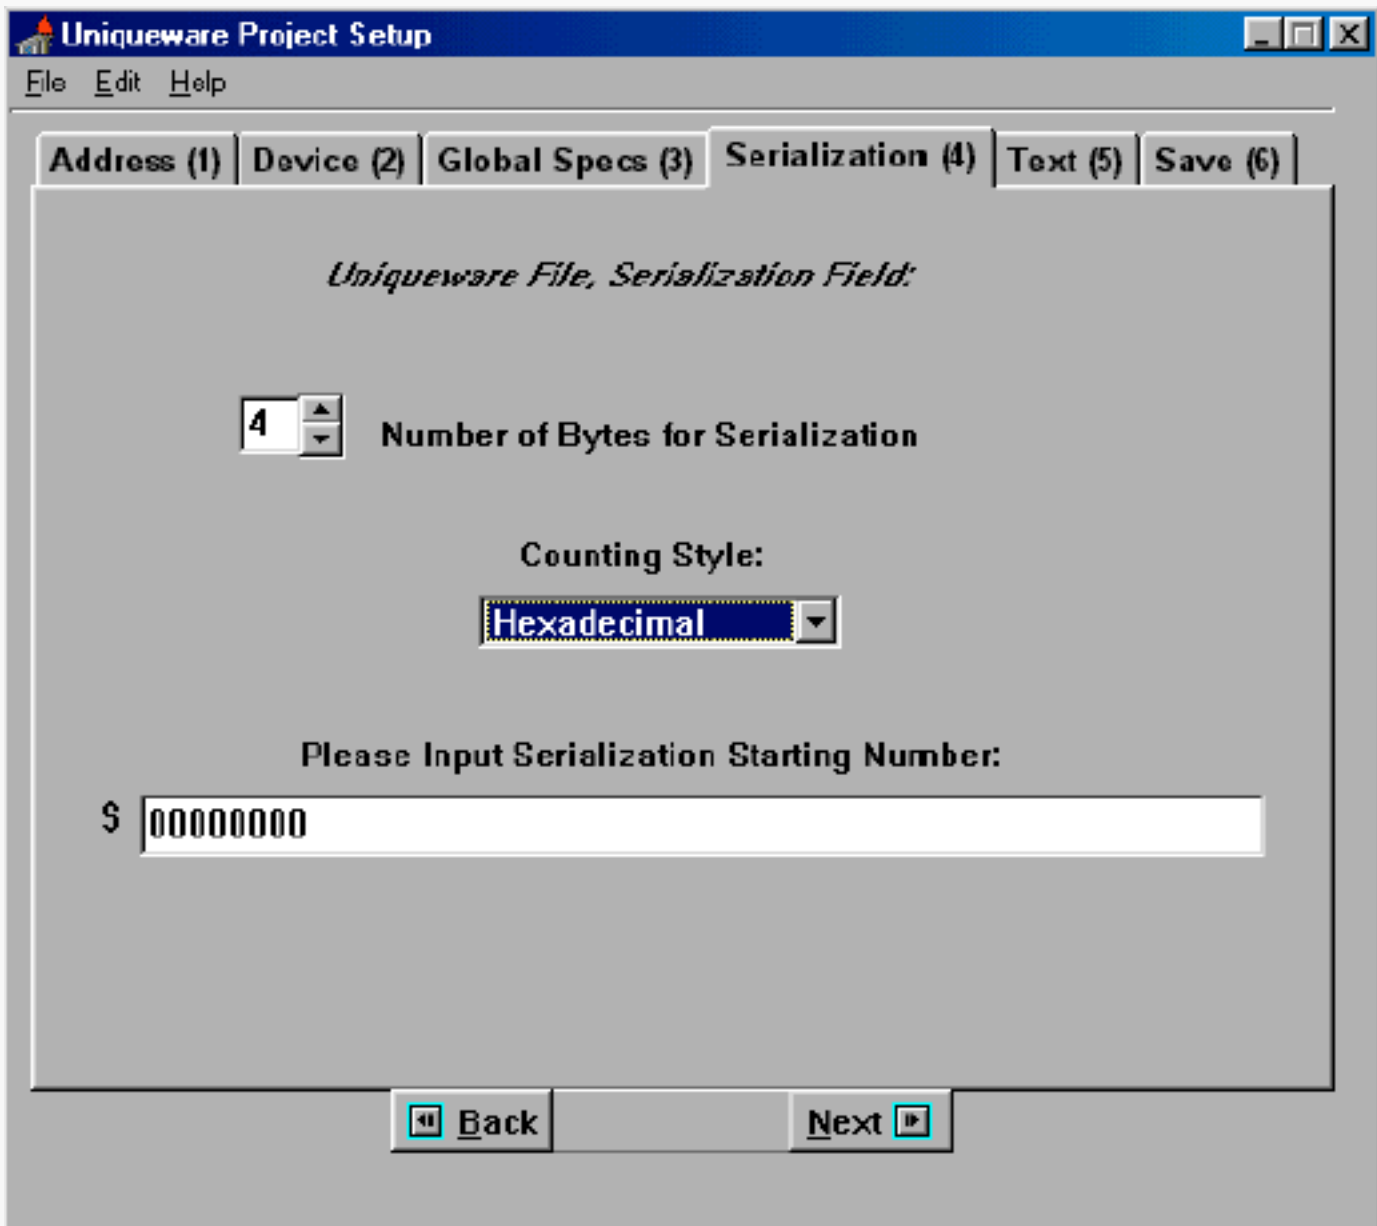 Uniqueware Project Setup
File Edit Help
Address (1) Device (2) Global Specs (3) Serialization (4) Text (5) Save (6)
Uniqueware File, Serialization Field:
4 Number of Bytes for Serialization
Counting Style:
Hexadecimal
Please Input Serialization Starting Number:
$ 00000000
Back Next